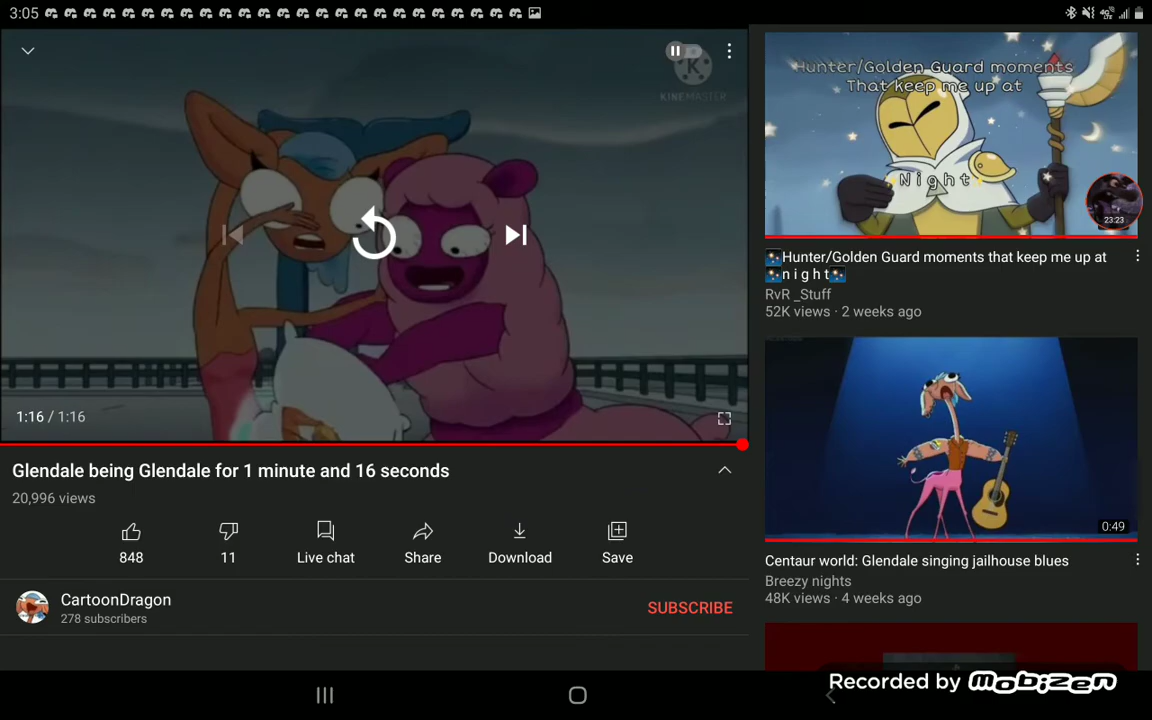 3:05
KINEMASTER
1:16 / 1:16
Glendale being Glendale for 1 minute and 16 seconds
20,996 views
848
11
Live chat
Share
Download
Save
CartoonDragon
278 subscribers
SUBSCRIBE
Hunter/Golden Guard moments
That keep me up at
Night
23:23
Hunter/Golden Guard moments that keep me up at
n i g h t
RvR _Stuff
52K views · 2 weeks ago
0:49
Centaur world: Glendale singing jailhouse blues
Breezy nights
48K views · 4 weeks ago
Recorded by mobizen